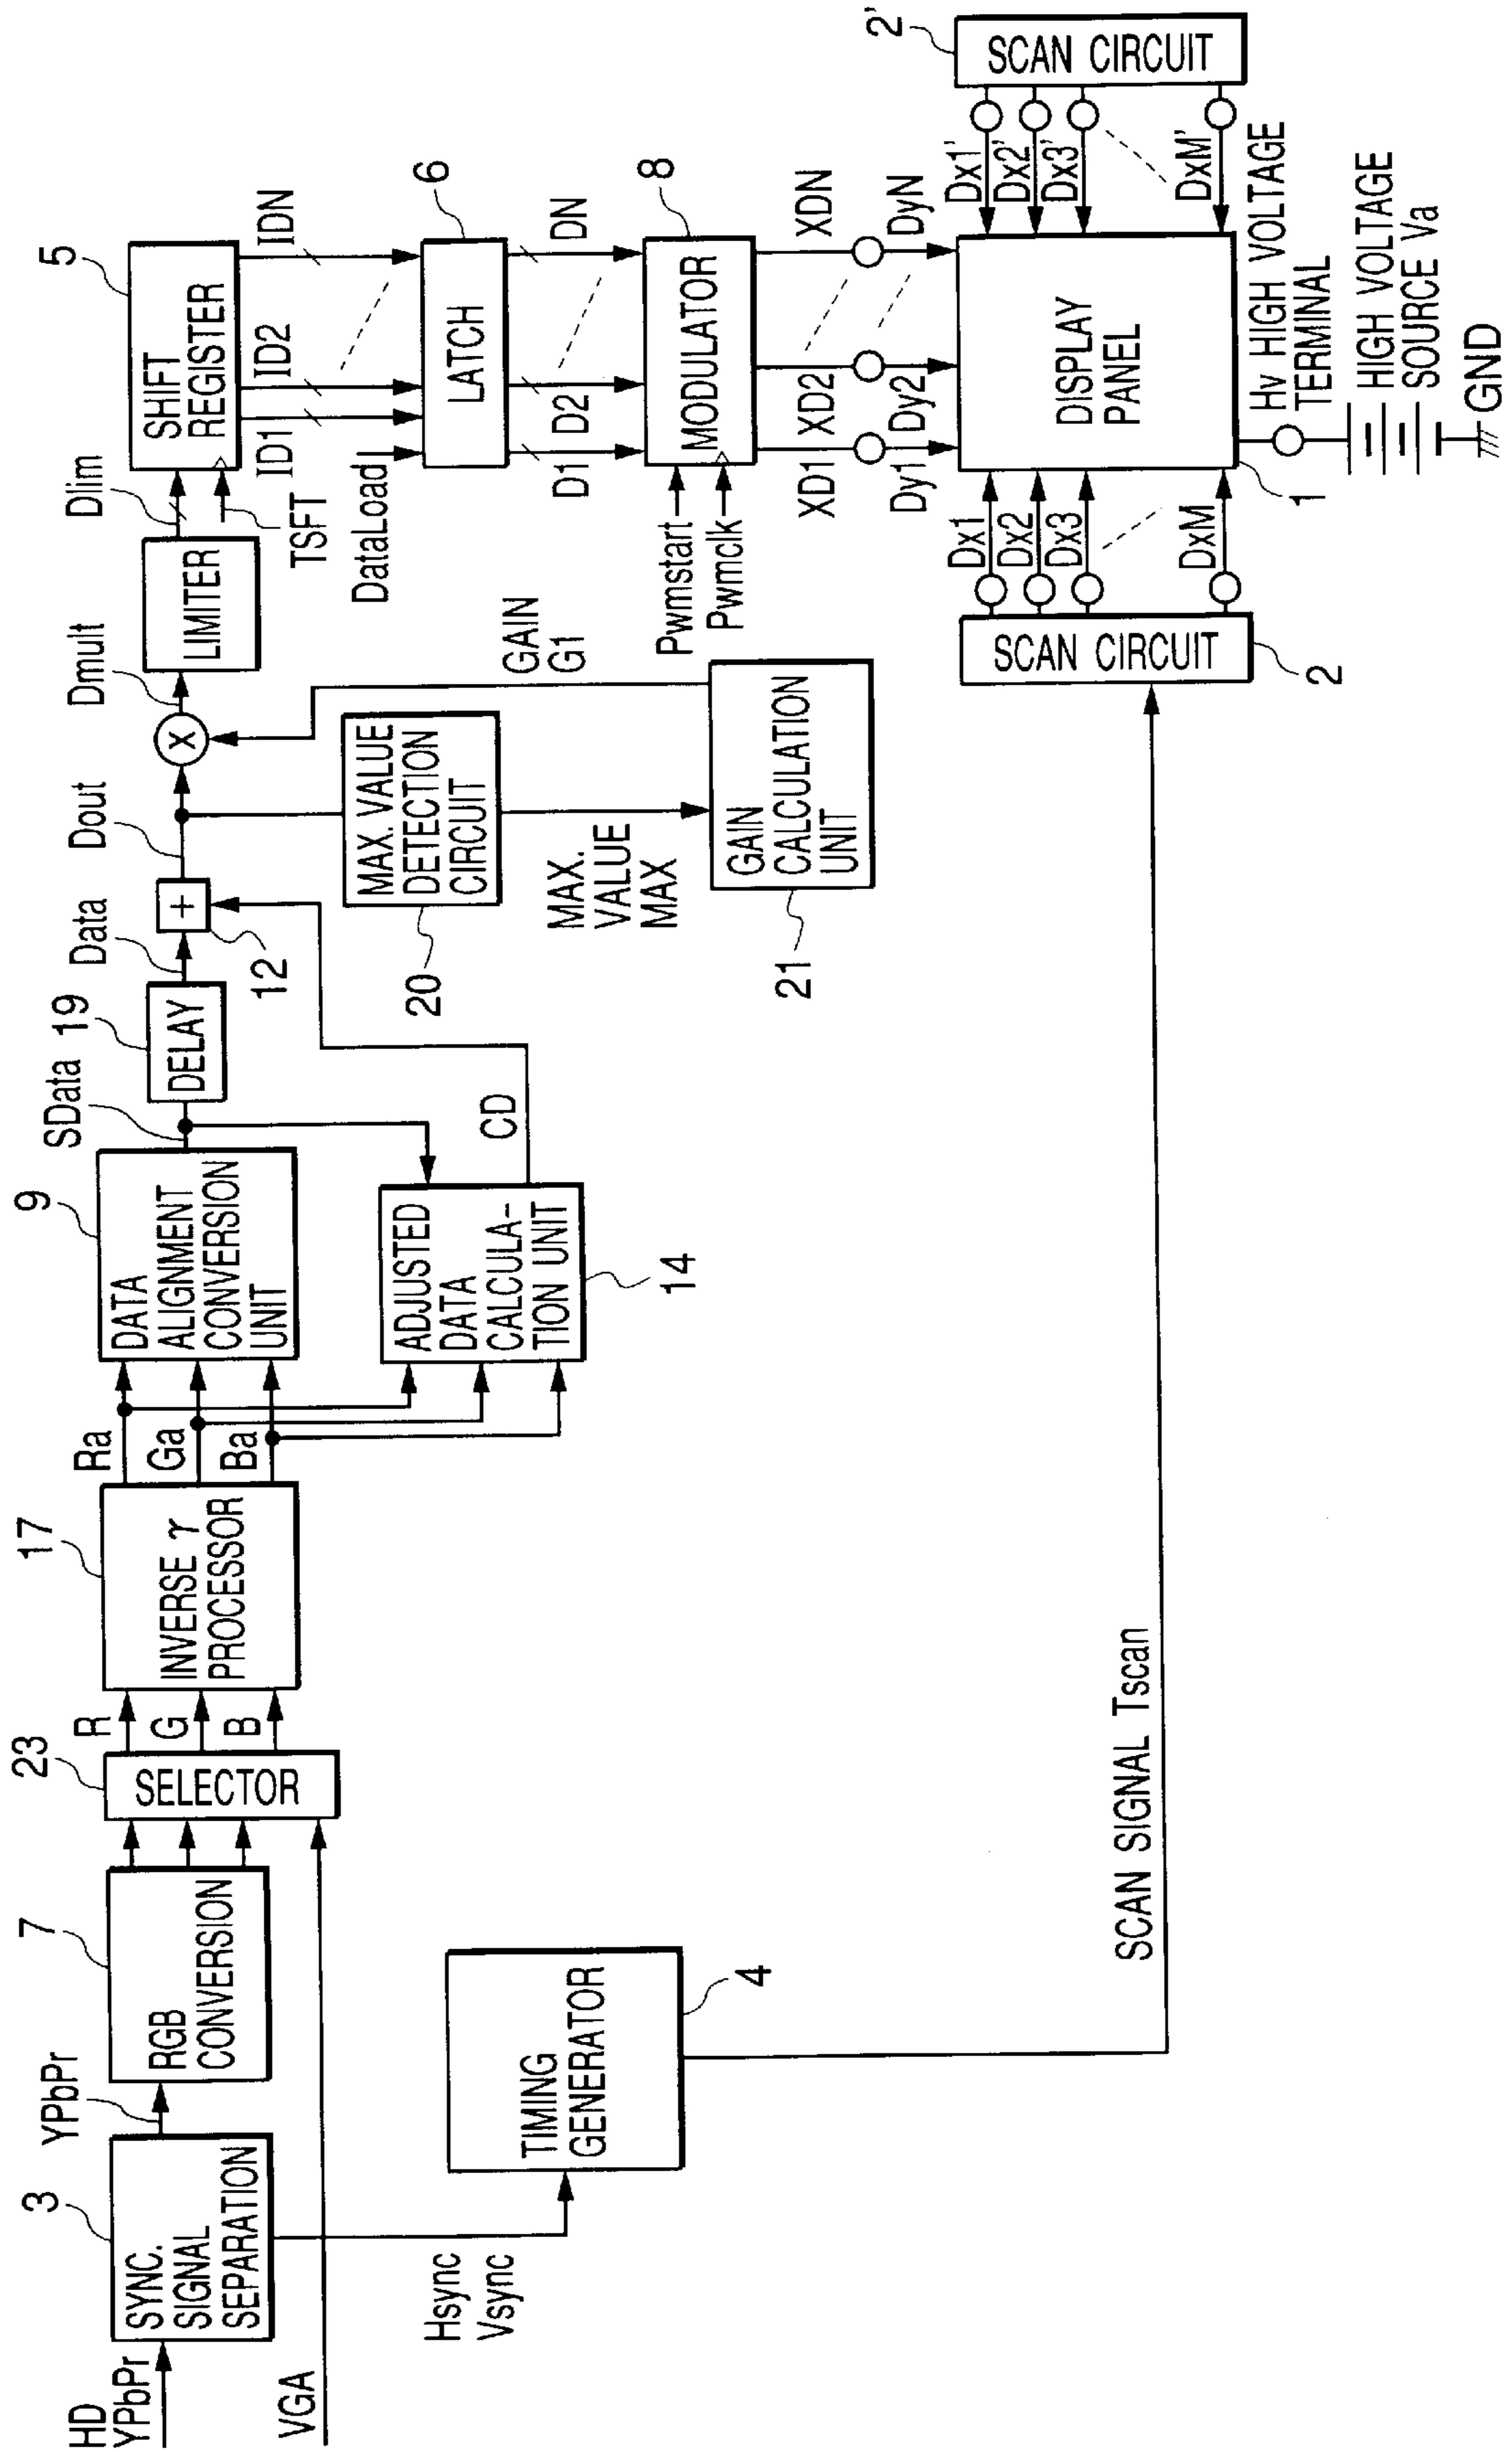 HD
YPbPr
3
SYNC.
SIGNAL
SEPARATION
YPbPr
VGA
Hsync
Vsync
7
RGB
CONVERSION
4
TIMING
GENERATOR
23
SELECTOR
R
G
B
17
INVERSE γ
PROCESSOR
Ra
Ga
Ba
9
DATA
ALIGNMENT
CONVERSION
UNIT
SData
ADJUSTED
DATA
CALCULA-
TION UNIT
14
CD
19
DELAY
Data
12
+
Dout
20
MAX. VALUE
DETECTION
CIRCUIT
MAX.
VALUE
MAX
21
GAIN
CALCULATION
UNIT
GAIN
G1
X
Dmult
LIMITER
Dlim
TSFT
5
SHIFT
REGISTER
ID1
ID2
IDN
DataLoad
6
LATCH
D1
D2
DN
Pwmstart
Pwmclk
8
MODULATOR
XD1
XD2
XDN
Dy1
Dy2
DyN
SCAN SIGNAL Tscan
SCAN CIRCUIT
2
Dx1
Dx2
Dx3
DxM
DISPLAY
PANEL
1
Dx1'
Dx2'
Dx3'
DxM'
SCAN CIRCUIT
2'
Hv HIGH VOLTAGE
TERMINAL
HIGH VOLTAGE
SOURCE Va
GND